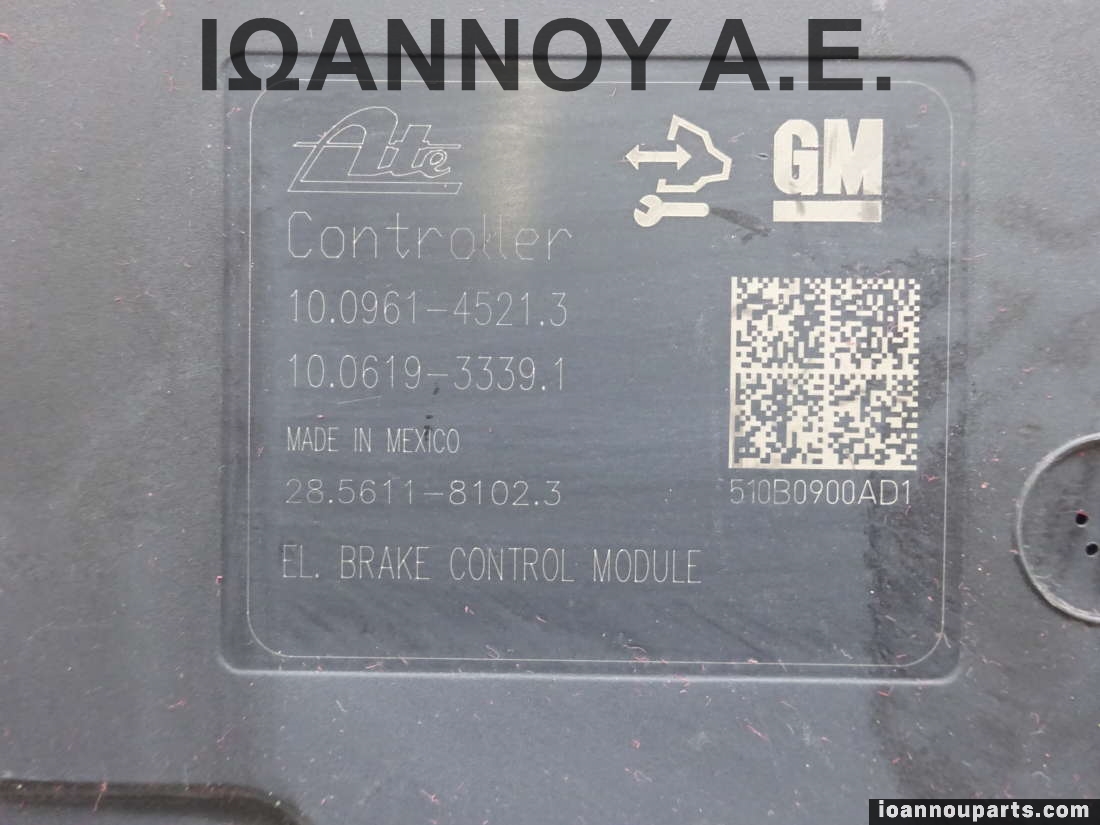 ΙΩΑΝΝΟΥ Α.Ε.
Ate
GM
Controller
10.0961-4521.3
10.0619-3339.1
MADE IN MEXICO
28.5611-8102.3
510B0900AD1
EL. BRAKE CONTROL MODULE
ioannouparts.com